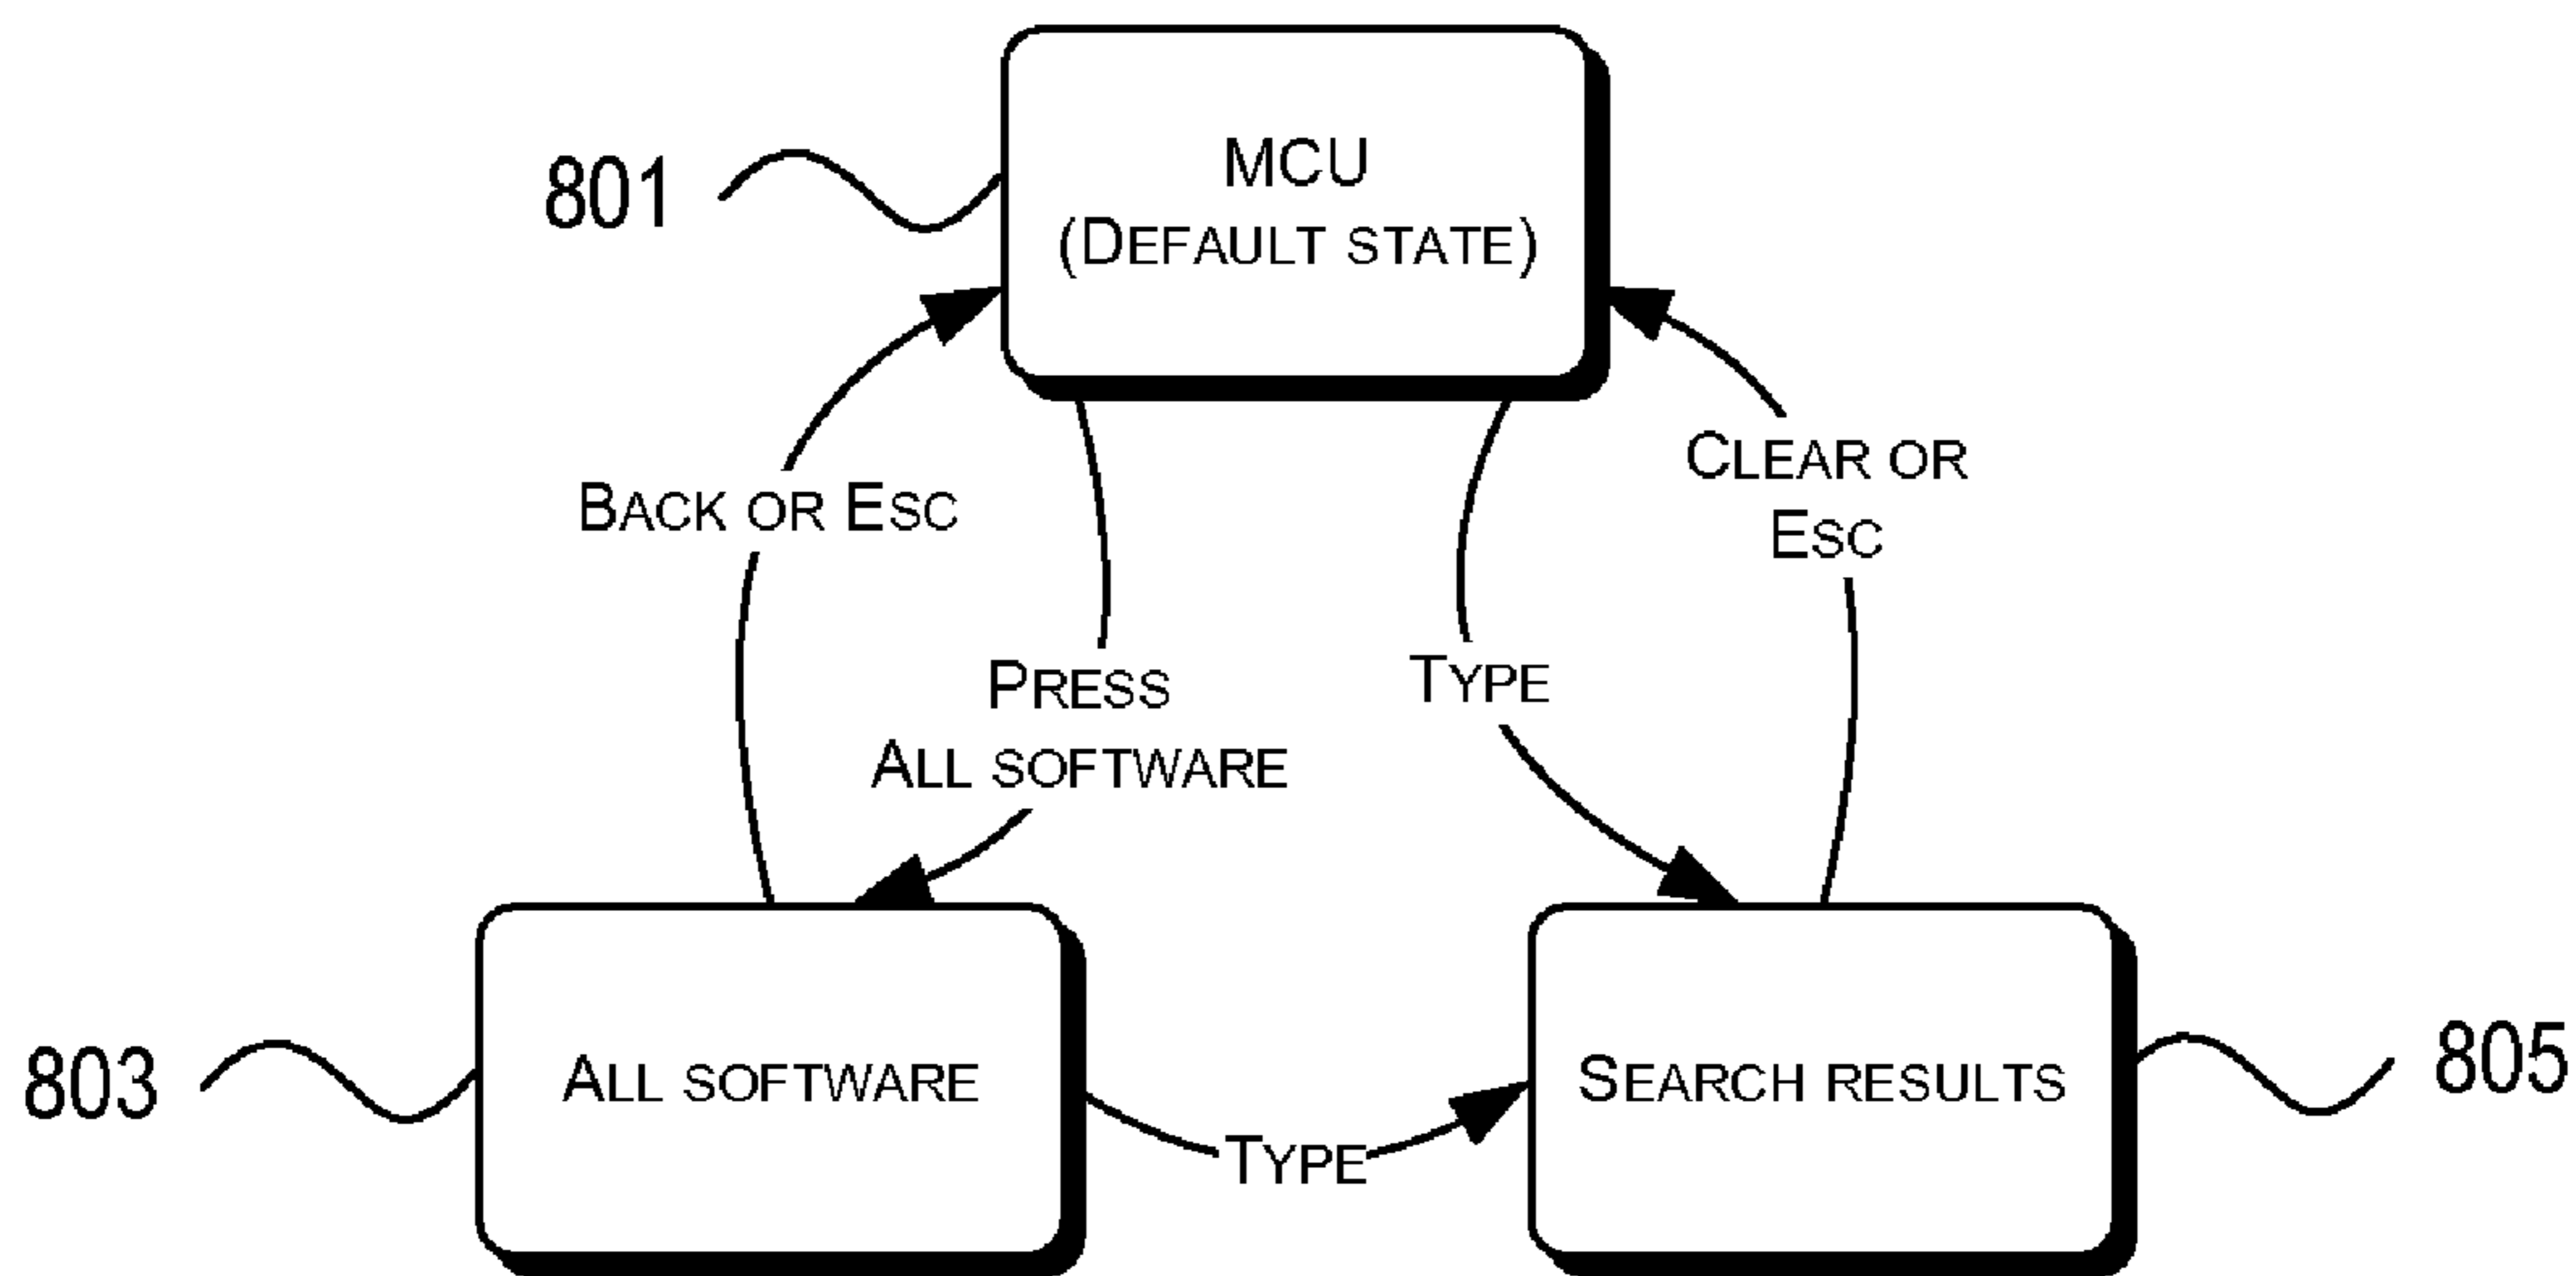 801
MCU
(DEFAULT STATE)
BACK OR ESC
CLEAR OR
ESC
PRESS
ALL SOFTWARE
TYPE
803
ALL SOFTWARE
TYPE
SEARCH RESULTS
805